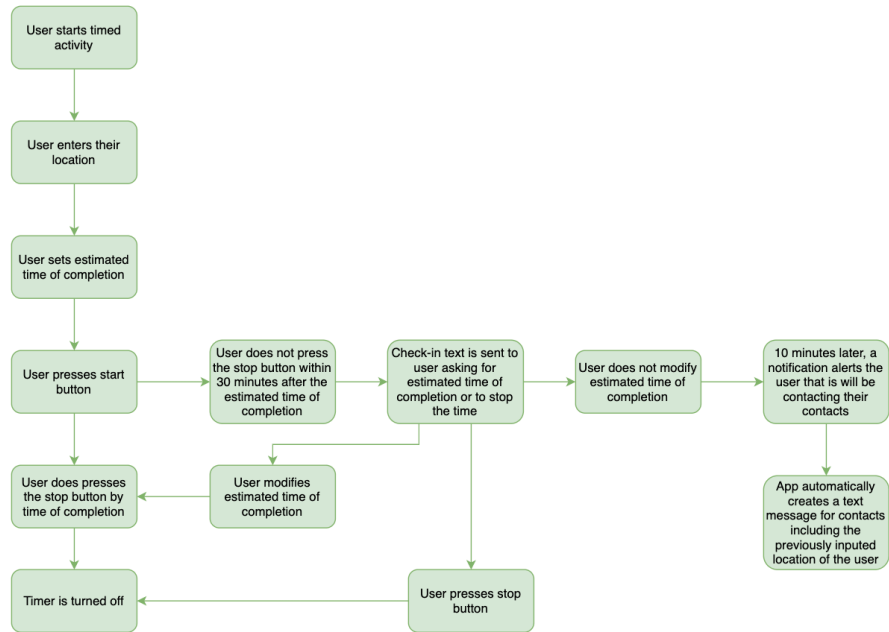 User starts timed
activity
User enters their
location
User sets estimated
time of completion
User presses start
button
User does not press
the stop button within
30 minutes after the
estimated time of
completion
Check-in text is sent to
user asking for
estimated time of
completion or to stop
the time
User does not modify
estimated time of
completion
10 minutes later, a
notification alerts the
user that is will be
contacting their
contacts
User does presses
the stop button by
time of completion
User modifies
estimated time of
completion
App automatically
creates a text
message for contacts
including the
previously inputed
location of the user
Timer is turned off
User presses stop
button